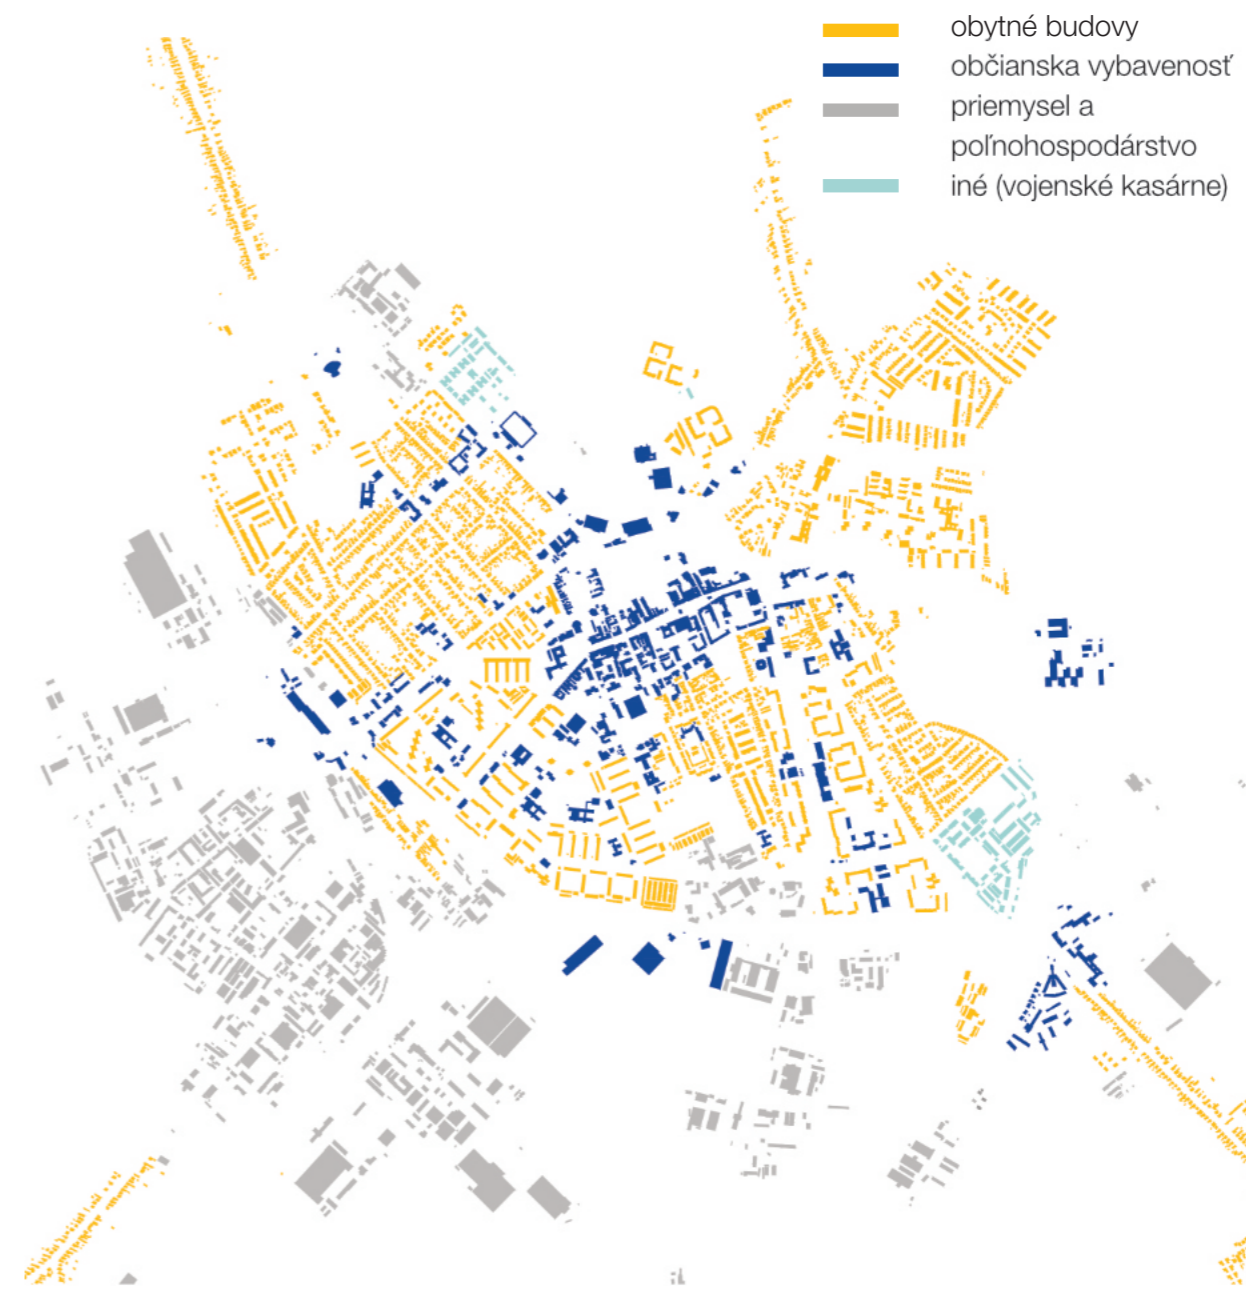 obytné budovy
občianska vybavenosť
priemysel a
poľnohospodárstvo
iné (vojenské kasárne)